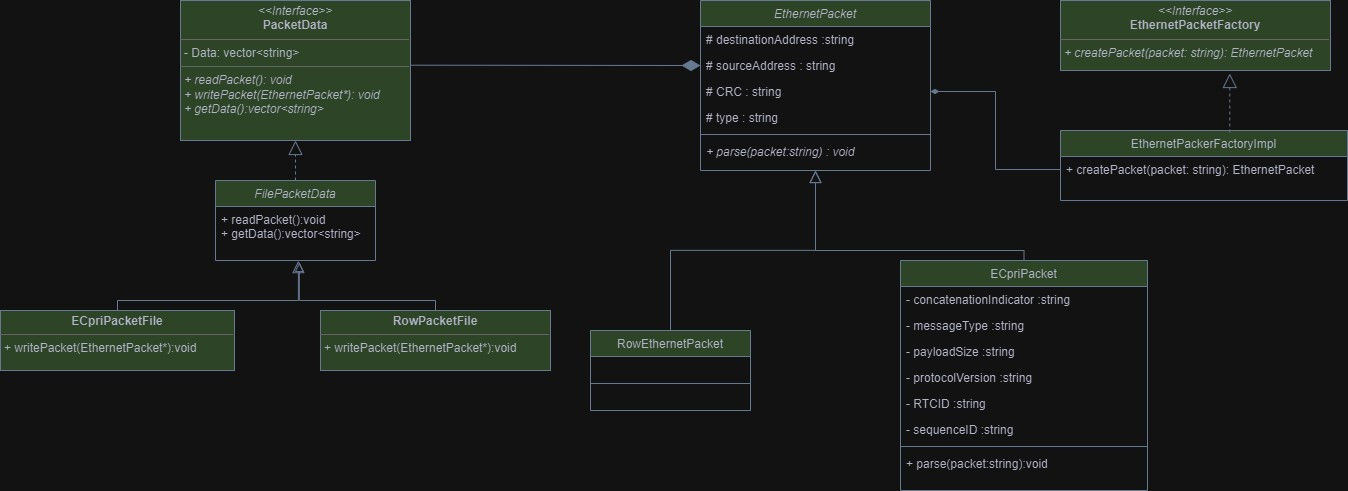 <<Interface>>
PacketData
- Data: vector<string>
+ readPacket(): void
+ writePacket(EthernetPacket*): void
+ getData():vector<string>
FilePacketData
+ readPacket():void
+ getData():vector<string>
ECpriPacketFile
+ writePacket(EthernetPacket*):void
RowPacketFile
+ writePacket(EthernetPacket*):void
EthernetPacket
# destinationAddress :string
# sourceAddress : string
# CRC : string
# type : string
+ parse(packet:string) : void
RowEthernetPacket
ECpriPacket
- concatenationIndicator :string
- messageType :string
- payloadSize :string
- protocolVersion :string
- RTCID :string
- sequenceID :string
+ parse(packet:string):void
<<Interface>>
EthernetPacketFactory
+ createPacket(packet: string): EthernetPacket
EthernetPackerFactoryImpl
+ createPacket(packet: string): EthernetPacket